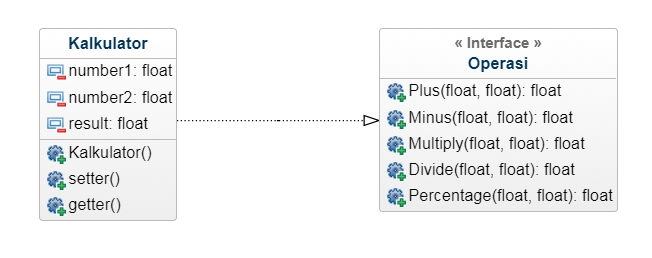 Kalkulator
number1: float
number2: float
result: float
Kalkulator()
setter()
getter()
« Interface »
Operasi
Plus(float, float): float
Minus(float, float): float
Multiply(float, float): float
Divide(float, float): float
Percentage(float, float): float